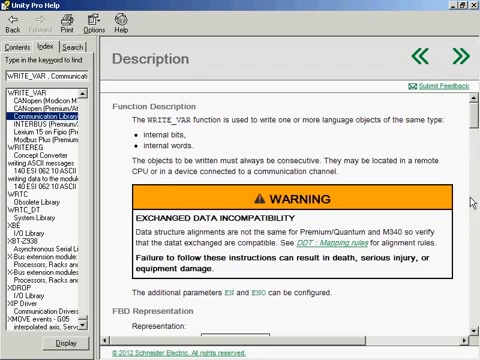 Unity Pro Help
Back
Forward
Print
Options
Help
Contents
Index
Search
Type in the keyword to find:
WRITE_VAR , Communicati
WRITE_VAR
CANopen (Modicon M
CANopen (Premium/At
Communication Library
INTERBUS (Premium/
Lexium 15 on Fipio (Pr
Modbus Plus (Premium
WRITEREG
Concept Converter
writing ASCII messages
140 ESI 062 10 ASCII
writing data to the modul
140 ESI 062 10 ASCII
WRTC
Obsolete Library
WRTC_DT
System Library
XBE
I/O Library
XBT-Z938
Asynchronous Serial Li
X-Bus extension module:
Processors, Racks and
X-bus extension modules
Processors, Racks and
XDROP
I/O Library
XIP Driver
Communication Drivers
XMOVE events - G05
interpolated axis, Servo
Display
Description
Submit Feedback
Function Description
The WRITE_VAR function is used to write one or more language objects of the same type:
• internal bits,
• internal words.
The objects to be written must always be consecutive. They may be located in a remote
CPU or in a device connected to a communication channel.
WARNING
EXCHANGED DATA INCOMPATIBILITY
Data structure alignments are not the same for Premium/Quantum and M340 so verify
that the datat exchanged are compatible. See DDT : Mapping rules for alignment rules.
Failure to follow these instructions can result in death, serious injury, or
equipment damage.
The additional parameters EN and ENO can be configured.
FBD Representation
Representation:
© 2012 Schneider Electric. All rights reserved.